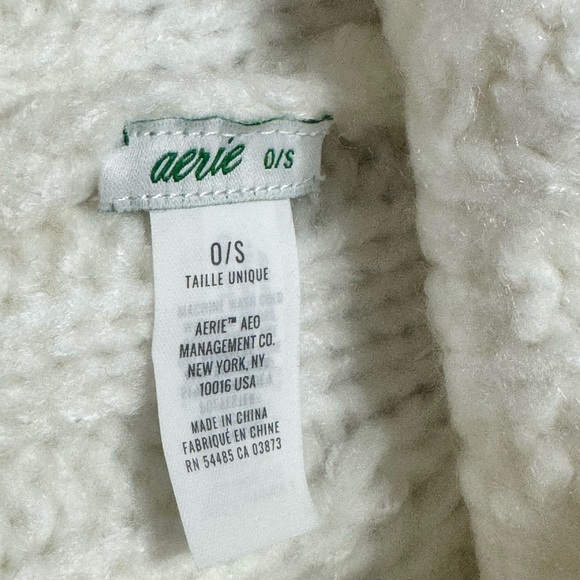 aerie O/S
O/S
TAILLE UNIQUE
AERIE™ AEO
MANAGEMENT CO.
NEW YORK, NY
10016 USA
MADE IN CHINA
FABRIQUÉ EN CHINE
RN 54485 CA 03873